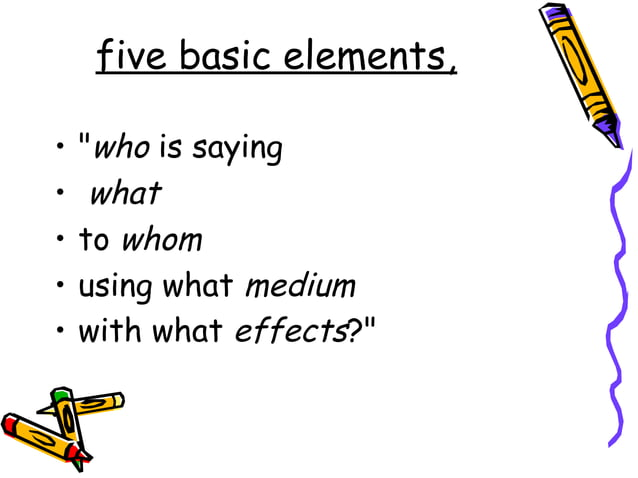 five basic elements,
• "who is saying
• what
• to whom
• using what medium
• with what effects?"